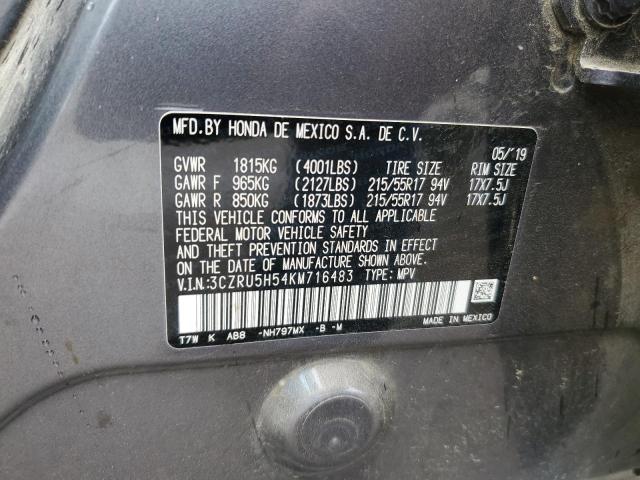 MFD.BY HONDA DE MEXICO S.A. DE C.V.
05/'19
GVWR 1815KG (4001LBS) TIRE SIZE RIM SIZE
GAWR F 965KG (2127LBS) 215/55R17 94V 17X7.5J
GAWR R 850KG (1873LBS) 215/55R17 94V 17X7.5J
THIS VEHICLE CONFORMS TO ALL APPLICABLE
FEDERAL MOTOR VEHICLE SAFETY
AND THEFT PREVENTION STANDARDS IN EFFECT
ON THE DATE OF MANUFACTURE SHOWN ABOVE.
V.I.N.:3CZRU5H54KM716483 TYPE: MPV
T7W K AB8 -NH797MX -B -M MADE IN MEXICO